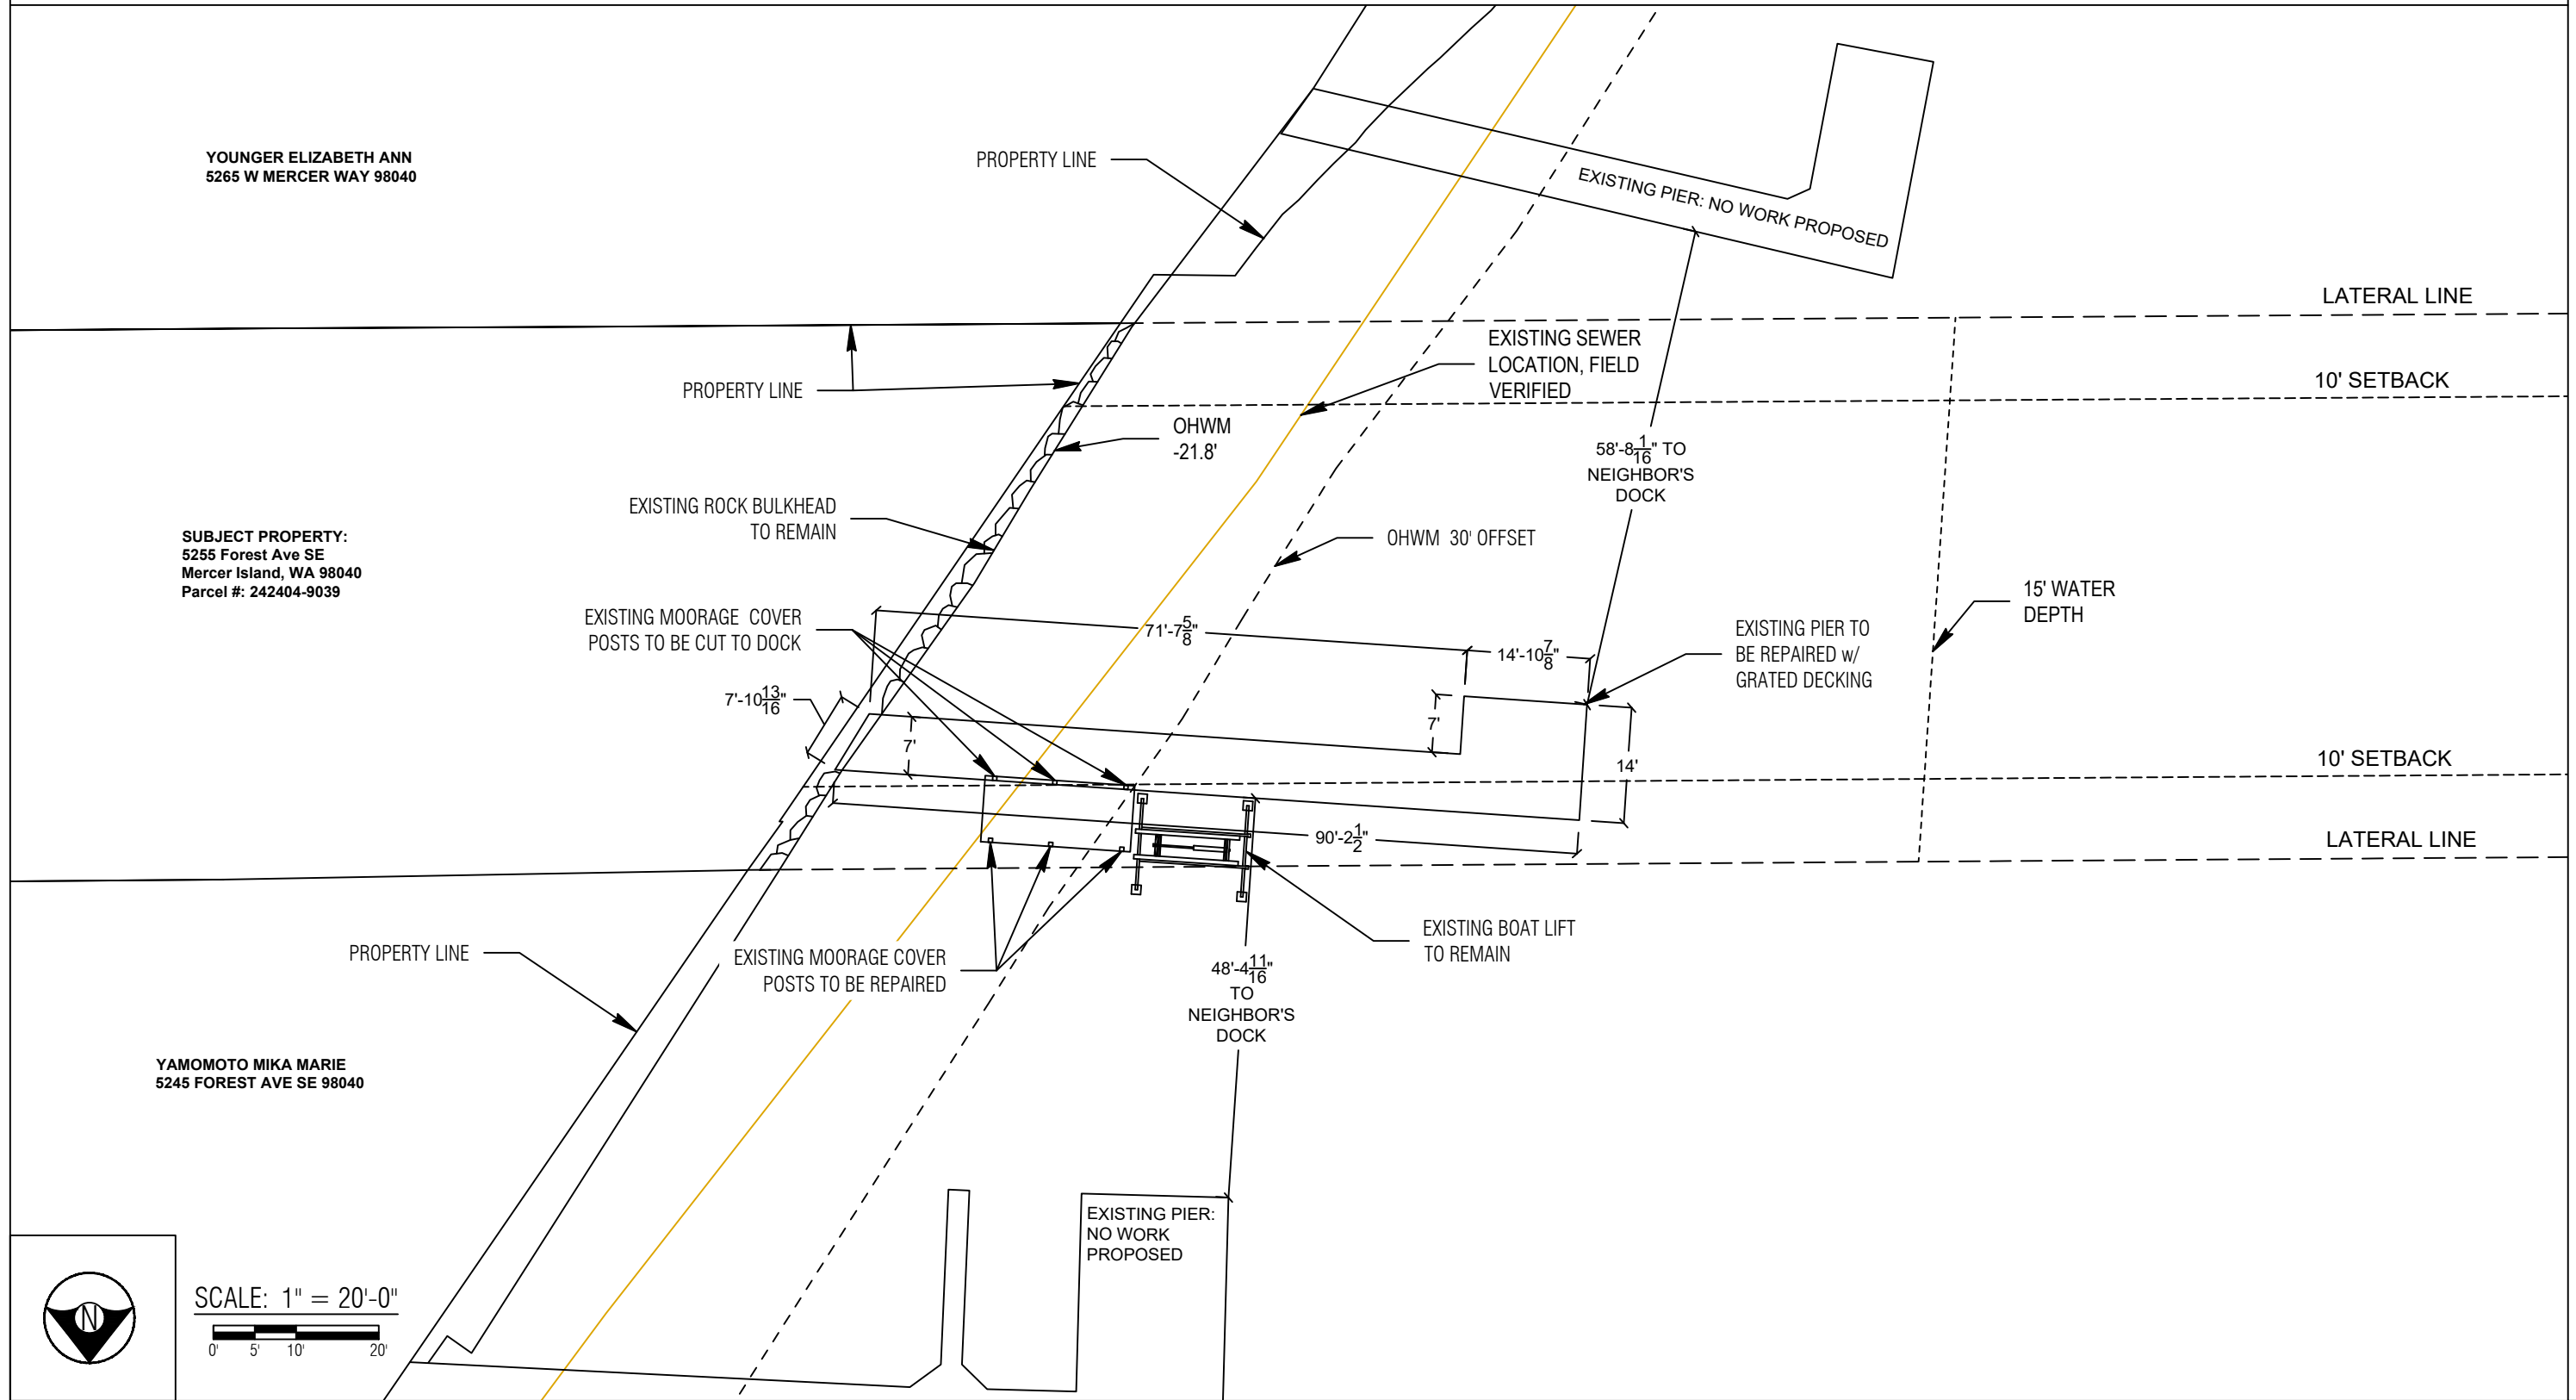 YOUNGER ELIZABETH ANN
5265 W MERCER WAY 98040
PROPERTY LINE
EXISTING PIER: NO WORK PROPOSED
LATERAL LINE
EXISTING SEWER
LOCATION, FIELD
VERIFIED
PROPERTY LINE
10' SETBACK
OHWM
-21.8'
58'-8 1/16" TO
NEIGHBOR'S
DOCK
EXISTING ROCK BULKHEAD
TO REMAIN
OHWM 30' OFFSET
SUBJECT PROPERTY:
5255 Forest Ave SE
Mercer Island, WA 98040
Parcel #: 242404-9039
15' WATER
DEPTH
EXISTING MOORAGE COVER
POSTS TO BE CUT TO DOCK
71'-7 5/8"
14'-10 7/8"
EXISTING PIER TO
BE REPAIRED w/
GRATED DECKING
7'-10 13/16"
7'
7'
14'
10' SETBACK
90'-2 1/2"
LATERAL LINE
EXISTING BOAT LIFT
TO REMAIN
PROPERTY LINE
EXISTING MOORAGE COVER
POSTS TO BE REPAIRED
48'-4 11/16"
TO
NEIGHBOR'S
DOCK
YAMOMOTO MIKA MARIE
5245 FOREST AVE SE 98040
EXISTING PIER:
NO WORK
PROPOSED
N
SCALE: 1" = 20'-0"
0' 5' 10' 20'